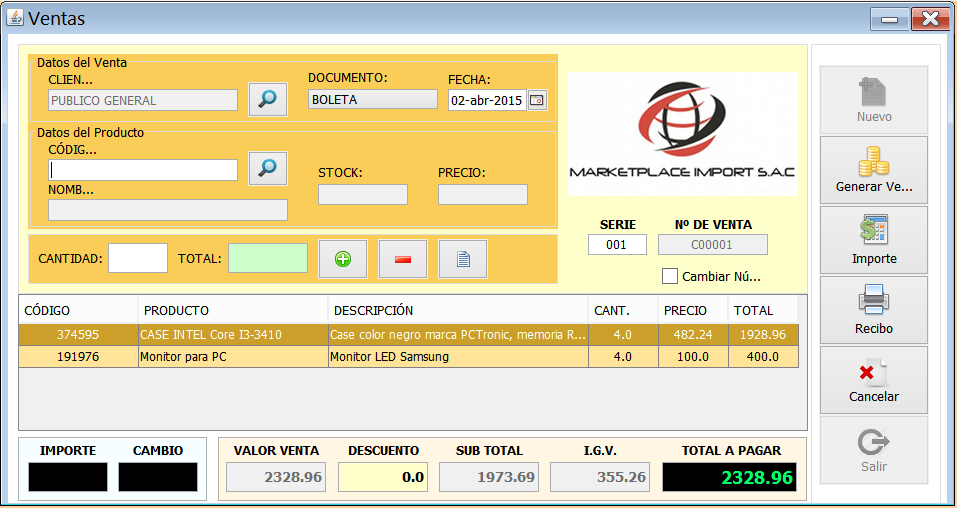 Ventas
Datos del Venta
CLIEN...
DOCUMENTO:
FECHA:
PUBLICO GENERAL
BOLETA
02-abr-2015
Datos del Producto
CÓDIG...
STOCK:
PRECIO:
NOMB...
MARKETPLACE IMPORT S.A.C
SERIE
Nº DE VENTA
001
C00001
Cambiar Nú...
CANTIDAD:
TOTAL:
CÓDIGO PRODUCTO DESCRIPCIÓN CANT. PRECIO TOTAL
374595 CASE INTEL Core I3-3410 Case color negro marca PCTronic, memoria R... 4.0 482.24 1928.96
191976 Monitor para PC Monitor LED Samsung 4.0 100.0 400.0
IMPORTE CAMBIO VALOR VENTA DESCUENTO SUB TOTAL I.G.V. TOTAL A PAGAR
2328.96 0.0 1973.69 355.26 2328.96
Nuevo
Generar Ve...
Importe
Recibo
Cancelar
Salir